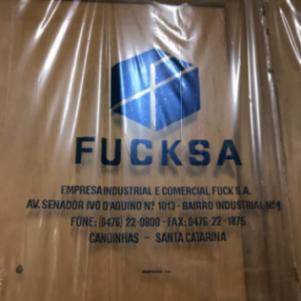 FUCKSA
EMPRESA INDUSTRIAL E COMERCIAL FUCK S.A.
AV. SENADOR IVO D'AQUINO Nº 1013 - BAIRRO INDUSTRIAL Nº 1
FONE: (0476) 22-0800 - FAX: 0476-22-1875
CANOINHAS - SANTA CATARINA